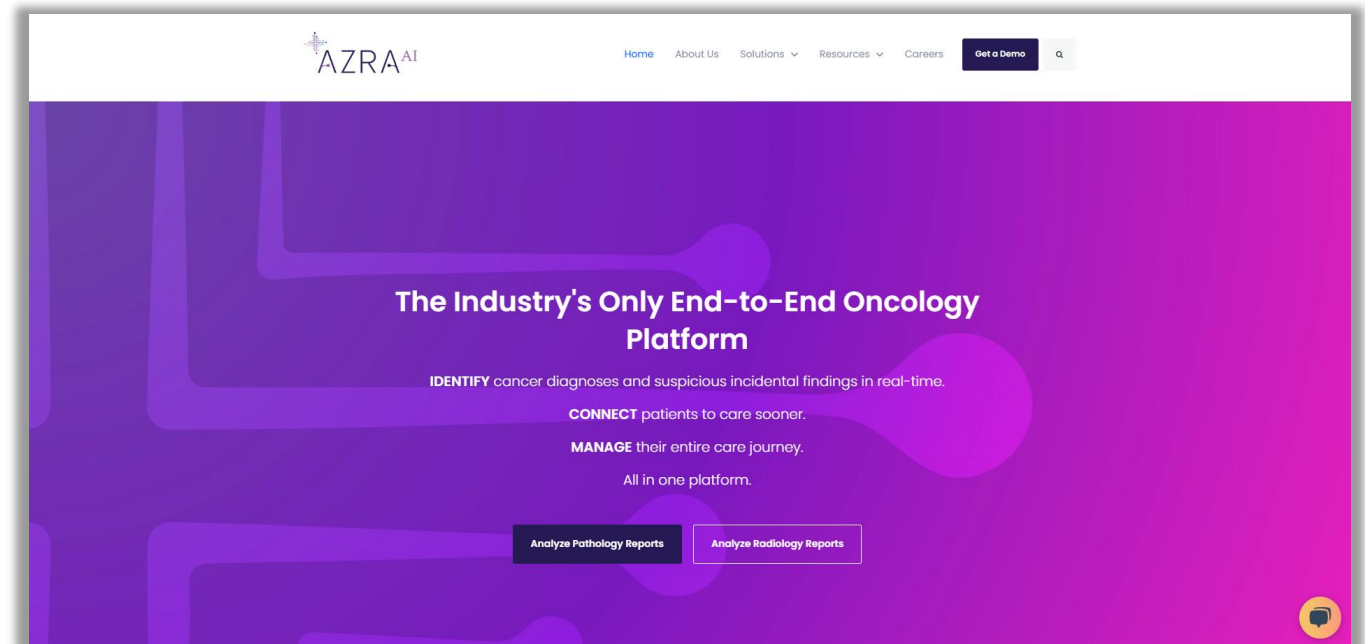 AZRA AI
Home About Us Solutions Resources Careers Get a Demo
The Industry's Only End-to-End Oncology
Platform
IDENTIFY cancer diagnoses and suspicious incidental findings in real-time.
CONNECT patients to care sooner.
MANAGE their entire care journey.
All in one platform.
Analyze Pathology Reports Analyze Radiology Reports